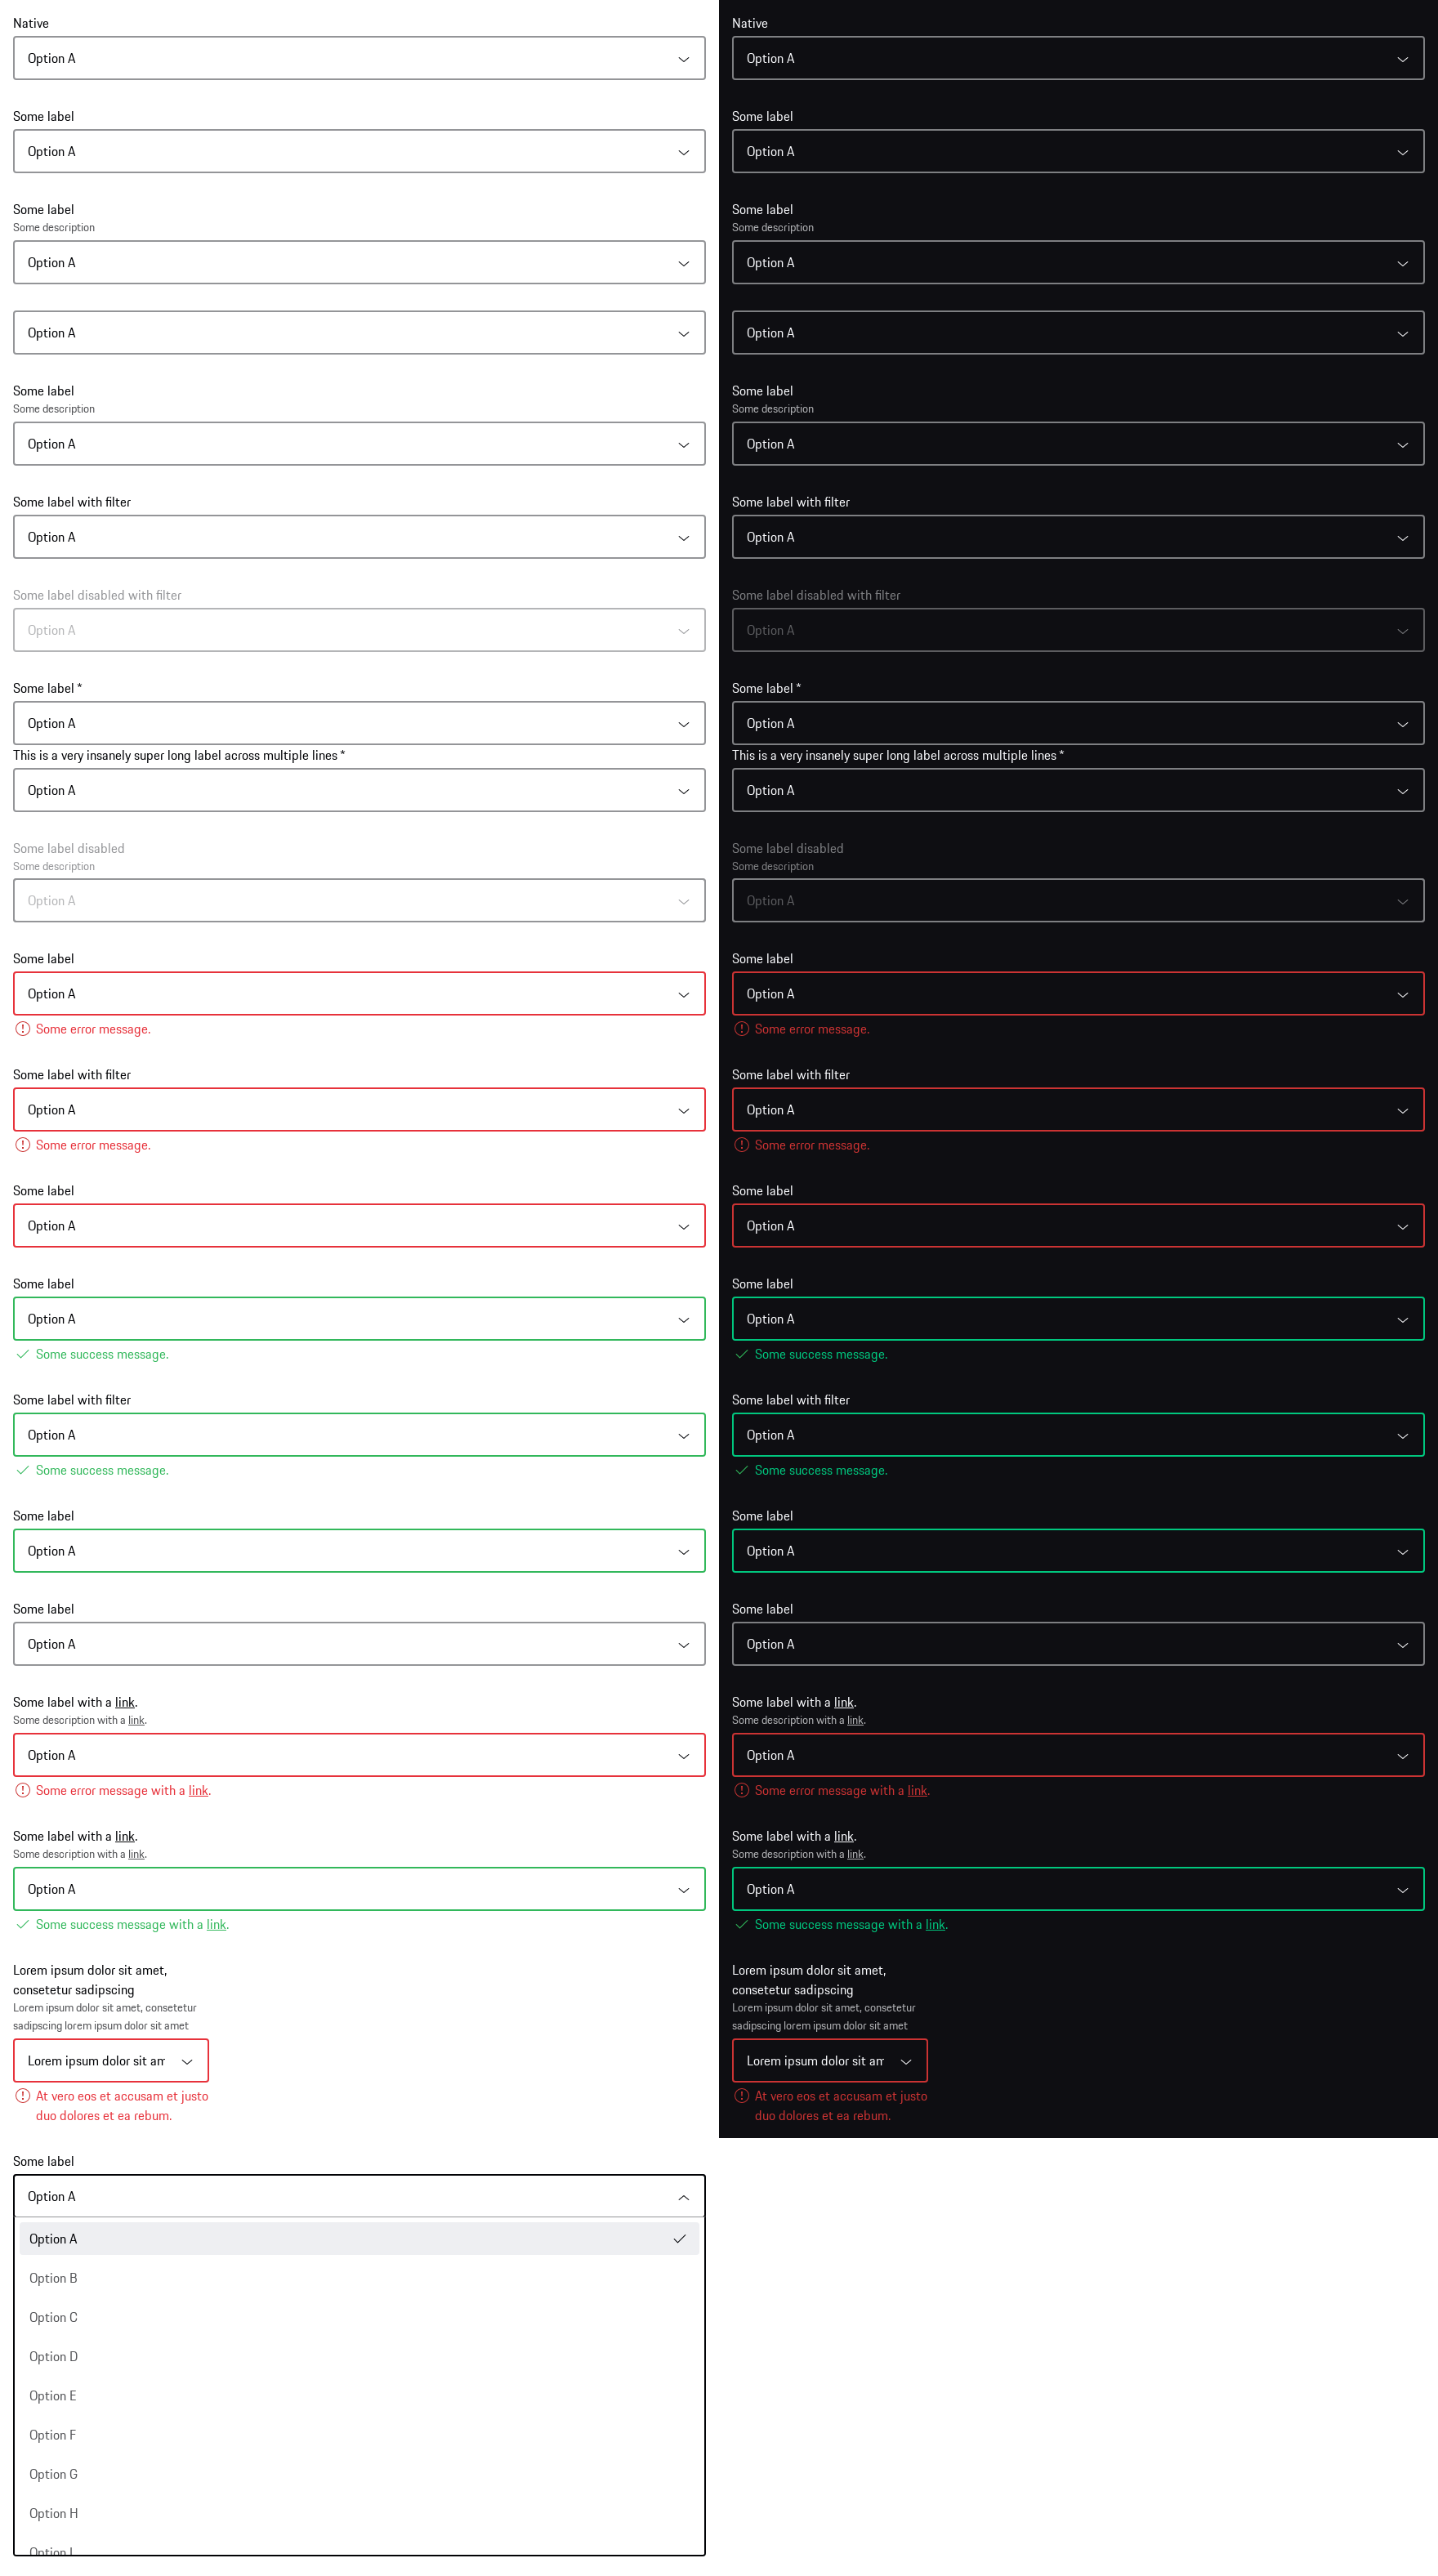 Native
Option A
Some label
Option A
Some label
Some description
Option A
Option A
Some label
Some description
Option A
Some label with filter
Option A
Some label disabled with filter
Option A
Some label *
Option A
This is a very insanely super long label across multiple lines *
Option A
Some label disabled
Some description
Option A
Some label
Option A
Some error message.
Some label with filter
Option A
Some error message.
Some label
Option A
Some label
Option A
Some success message.
Some label with filter
Option A
Some success message.
Some label
Option A
Some label
Option A
Some label with a link.
Some description with a link.
Option A
Some error message with a link.
Some label with a link.
Some description with a link.
Option A
Some success message with a link.
Lorem ipsum dolor sit amet,
consetetur sadipscing
Lorem ipsum dolor sit amet, consetetur
sadipscing lorem ipsum dolor sit amet
Lorem ipsum dolor sit am
At vero eos et accusam et justo
duo dolores et ea rebum.
Some label
Option A
Option A
Option B
Option C
Option D
Option E
Option F
Option G
Option H
Option I
Native
Option A
Some label
Option A
Some label
Some description
Option A
Option A
Some label
Some description
Option A
Some label with filter
Option A
Some label disabled with filter
Option A
Some label *
Option A
This is a very insanely super long label across multiple lines *
Option A
Some label disabled
Some description
Option A
Some label
Option A
Some error message.
Some label with filter
Option A
Some error message.
Some label
Option A
Some label
Option A
Some success message.
Some label with filter
Option A
Some success message.
Some label
Option A
Some label
Option A
Some label with a link.
Some description with a link.
Option A
Some error message with a link.
Some label with a link.
Some description with a link.
Option A
Some success message with a link.
Lorem ipsum dolor sit amet,
consetetur sadipscing
Lorem ipsum dolor sit amet, consetetur
sadipscing lorem ipsum dolor sit amet
Lorem ipsum dolor sit am
At vero eos et accusam et justo
duo dolores et ea rebum.